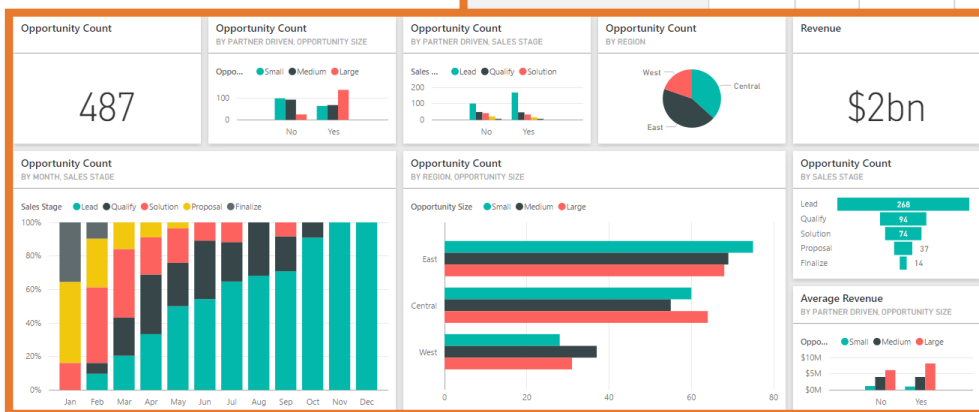 Opportunity Count
487
Opportunity Count
BY PARTNER DRIVEN, OPPORTUNITY SIZE
Oppo... Small Medium Large
100
0
No Yes
Opportunity Count
BY PARTNER DRIVEN, SALES STAGE
Sales ... Lead Qualify Solution
200
100
0
No Yes
Opportunity Count
BY REGION
West
Central
East
Revenue
$2bn
Opportunity Count
BY MONTH, SALES STAGE
Sales Stage Lead Qualify Solution Proposal Finalize
100%
80%
60%
40%
20%
0%
Jan Feb Mar Apr May Jun Jul Aug Sep Oct Nov Dec
Opportunity Count
BY REGION, OPPORTUNITY SIZE
Opportunity Size Small Medium Large
East
Central
West
0 20 40 60 80
Opportunity Count
BY SALES STAGE
Lead 268
Qualify 94
Solution 74
Proposal 37
Finalize 14
Average Revenue
BY PARTNER DRIVEN, OPPORTUNITY SIZE
Oppo... Small Medium Large
$10M
$5M
$0M
No Yes